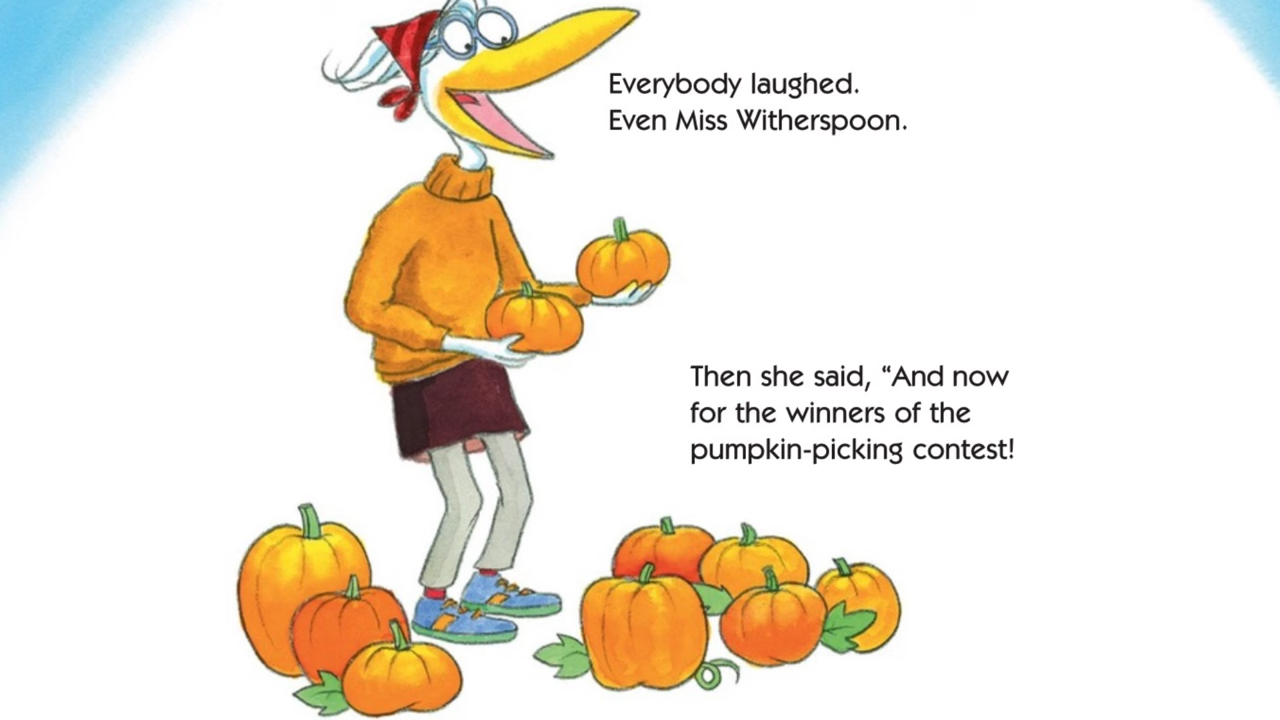 Everybody laughed.
Even Miss Witherspoon.
Then she said, “And now
for the winners of the
pumpkin-picking contest!